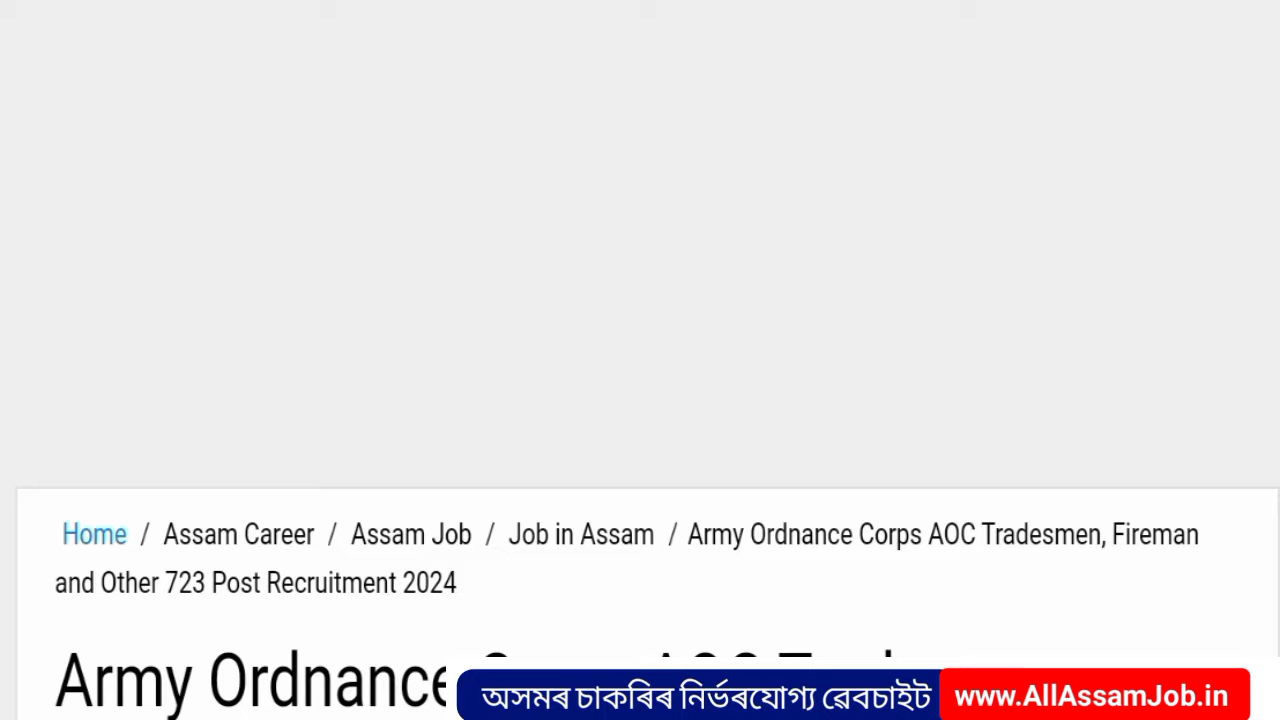 Home / Assam Career / Assam Job / Job in Assam / Army Ordnance Corps AOC Tradesmen, Fireman
and Other 723 Post Recruitment 2024
Army Ordnance
অসমৰ চাকৰিৰ নিৰ্ভৰযোগ্য ৱেবচাইট www.AllAssamJob.in